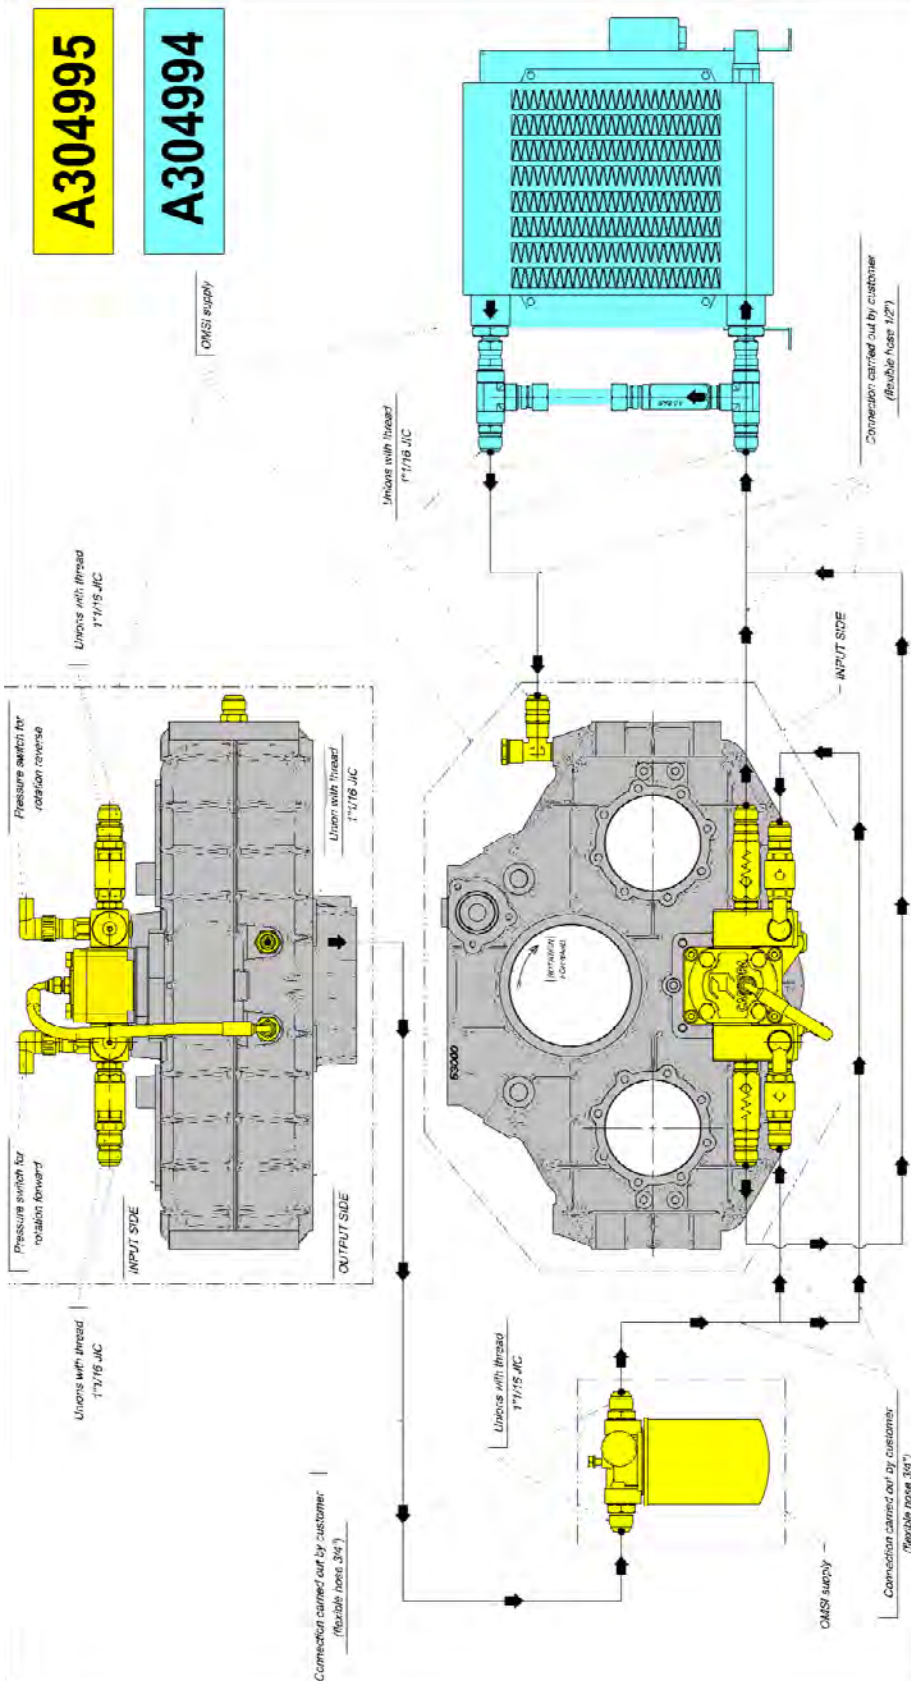 A304995
A304994
OMSI supply
Unions with thread
1"1/16 JIC
Connection carried out by customer
(flexible hose 1/2")
Unions with thread
1"1/16 JIC
Pressure switch for
rotation reverse
Union with thread
1"1/16 JIC
INPUT SIDE
ROTATION
FORWARD
63000
Pressure switch for
rotation forward
INPUT SIDE
OUTPUT SIDE
Unions with thread
1"1/16 JIC
Unions with thread
1"1/16 JIC
Connection carried out by customer
(flexible hose 3/4")
OMSI supply
Connection carried out by customer
(flexible hose 3/4")